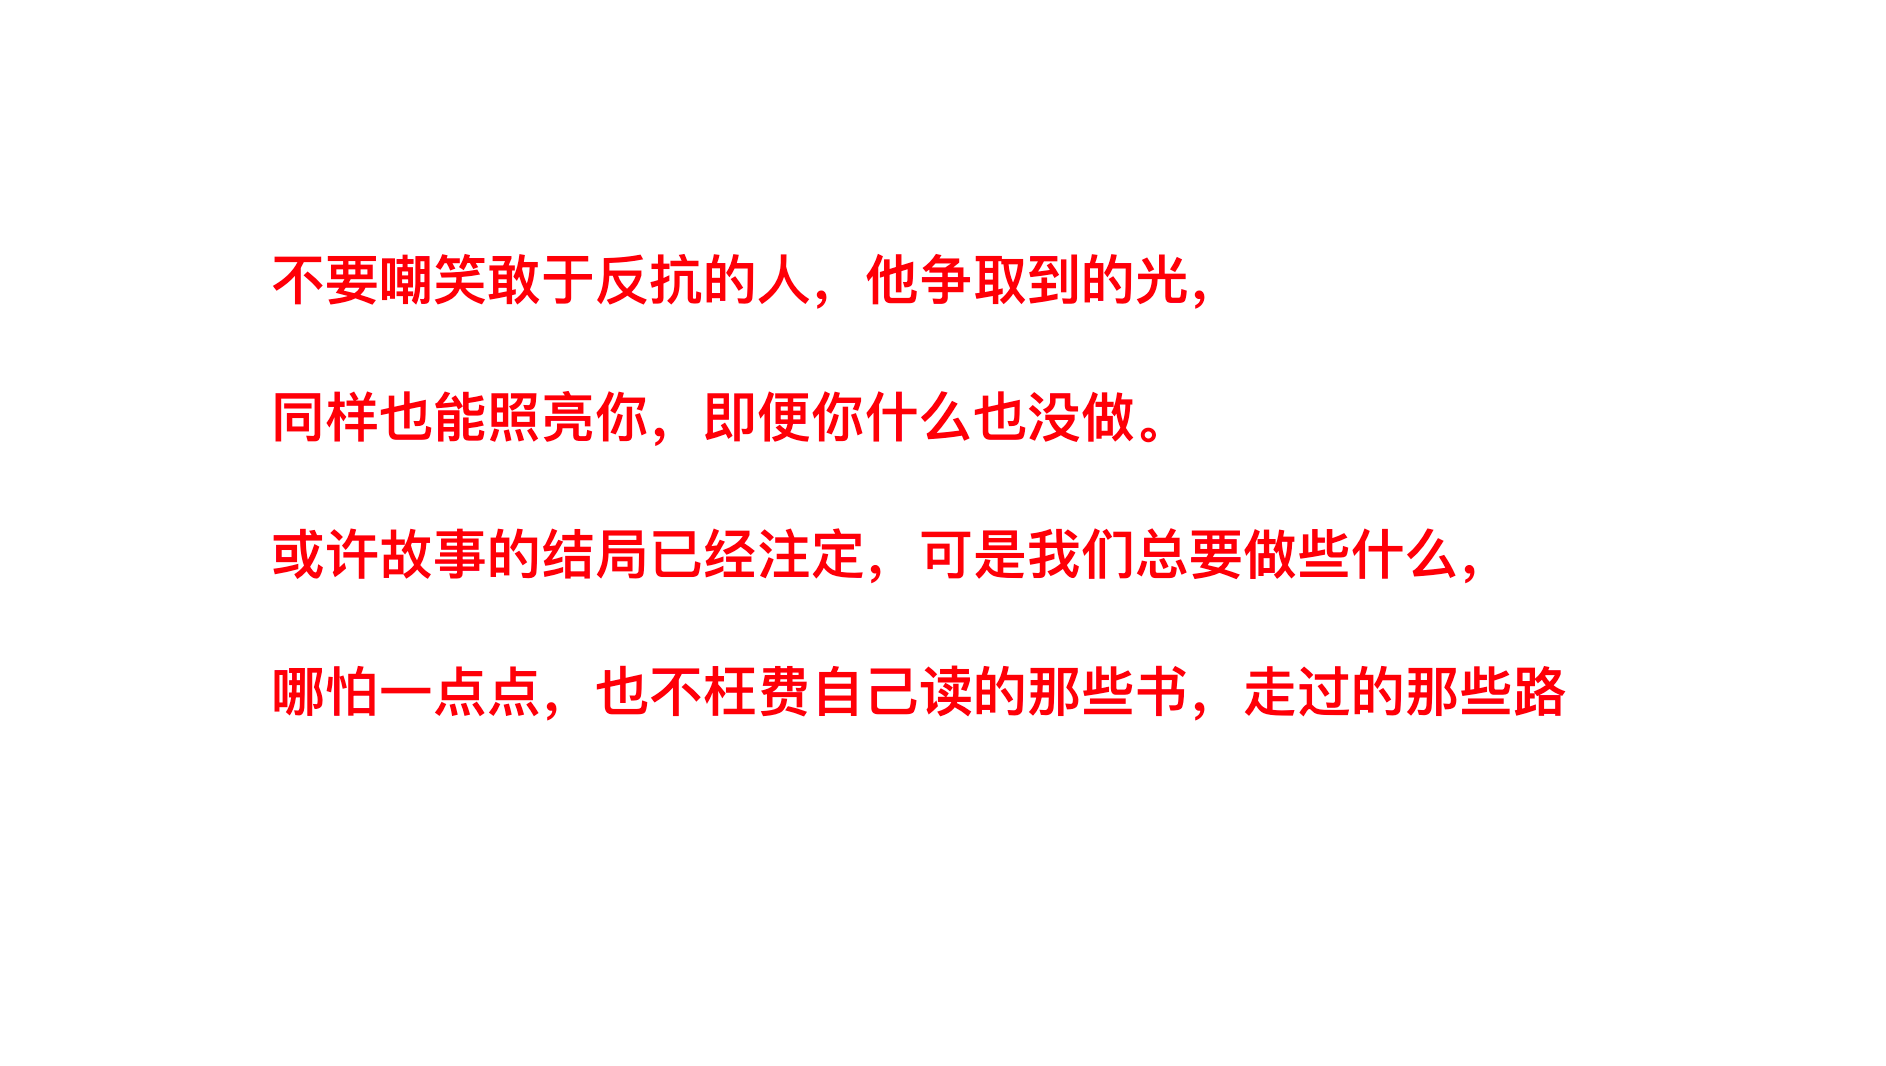 不要嘲笑敢于反抗的人，他争取到的光，
同样也能照亮你，即便你什么也没做。
或许故事的结局已经注定，可是我们总要做些什么，
哪怕一点点，也不枉费自己读的那些书，走过的那些路